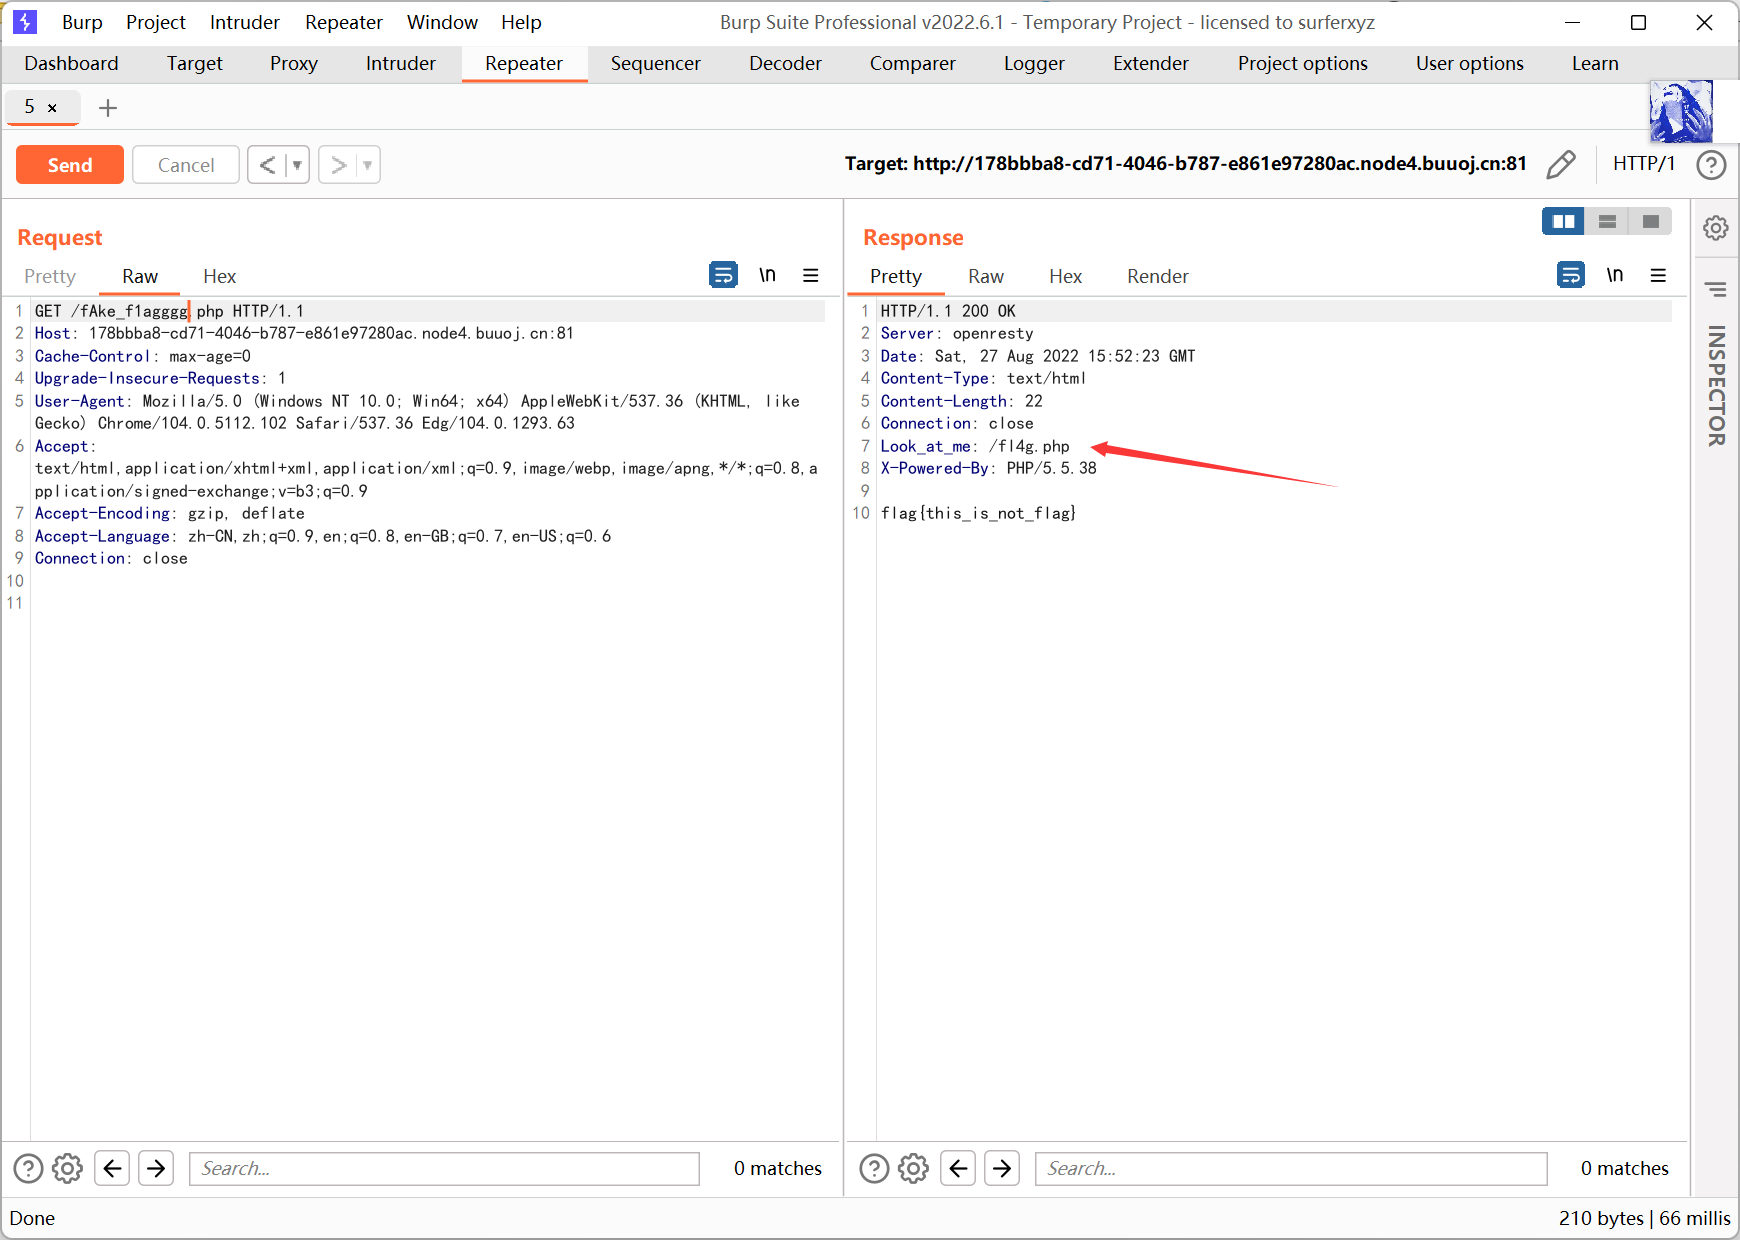 Burp Project Intruder Repeater Window Help Burp Suite Professional v2022.6.1 - Temporary Project - licensed to surferxyz
Dashboard Target Proxy Intruder Repeater Sequencer Decoder Comparer Logger Extender Project options User options Learn
5 ×
Send Cancel < > Target: http://178bbba8-cd71-4046-b787-e861e97280ac.node4.buuoj.cn:81 HTTP/1 ?
Request
Pretty Raw Hex \n
1 GET /fAke_f1agggg.php HTTP/1.1
2 Host: 178bbba8-cd71-4046-b787-e861e97280ac.node4.buuoj.cn:81
3 Cache-Control: max-age=0
4 Upgrade-Insecure-Requests: 1
5 User-Agent: Mozilla/5.0 (Windows NT 10.0; Win64; x64) AppleWebKit/537.36 (KHTML, like
Gecko) Chrome/104.0.5112.102 Safari/537.36 Edg/104.0.1293.63
6 Accept:
text/html,application/xhtml+xml,application/xml;q=0.9,image/webp,image/apng,*/*;q=0.8,a
pplication/signed-exchange;v=b3;q=0.9
7 Accept-Encoding: gzip, deflate
8 Accept-Language: zh-CN,zh;q=0.9,en;q=0.8,en-GB;q=0.7,en-US;q=0.6
9 Connection: close
10
11
? Search... 0 matches
Response
Pretty Raw Hex Render \n
1 HTTP/1.1 200 OK
2 Server: openresty
3 Date: Sat, 27 Aug 2022 15:52:23 GMT
4 Content-Type: text/html
5 Content-Length: 22
6 Connection: close
7 Look_at_me: /fl4g.php
8 X-Powered-By: PHP/5.5.38
9
10 flag{this_is_not_flag}
? Search... 0 matches
INSPECTOR
Done 210 bytes | 66 millis